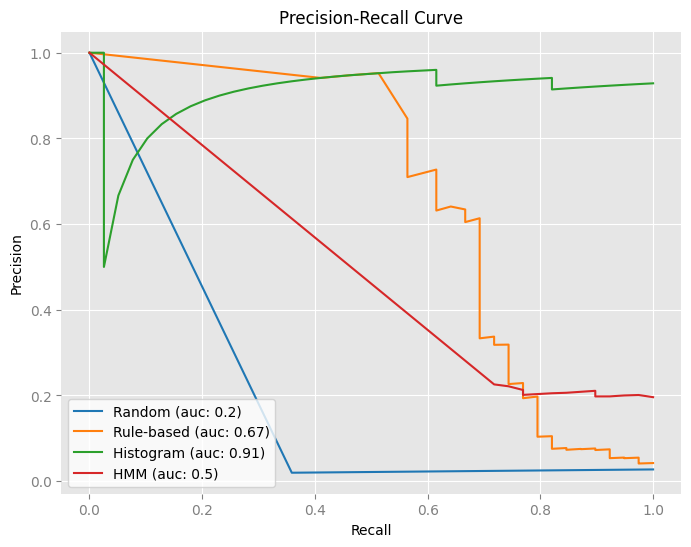 Precision-Recall Curve
Precision
1.0
0.8
0.6
0.4
0.2
0.0
Random (auc: 0.2)
Rule-based (auc: 0.67)
Histogram (auc: 0.91)
HMM (auc: 0.5)
0.0 0.2 0.4 0.6 0.8 1.0
Recall